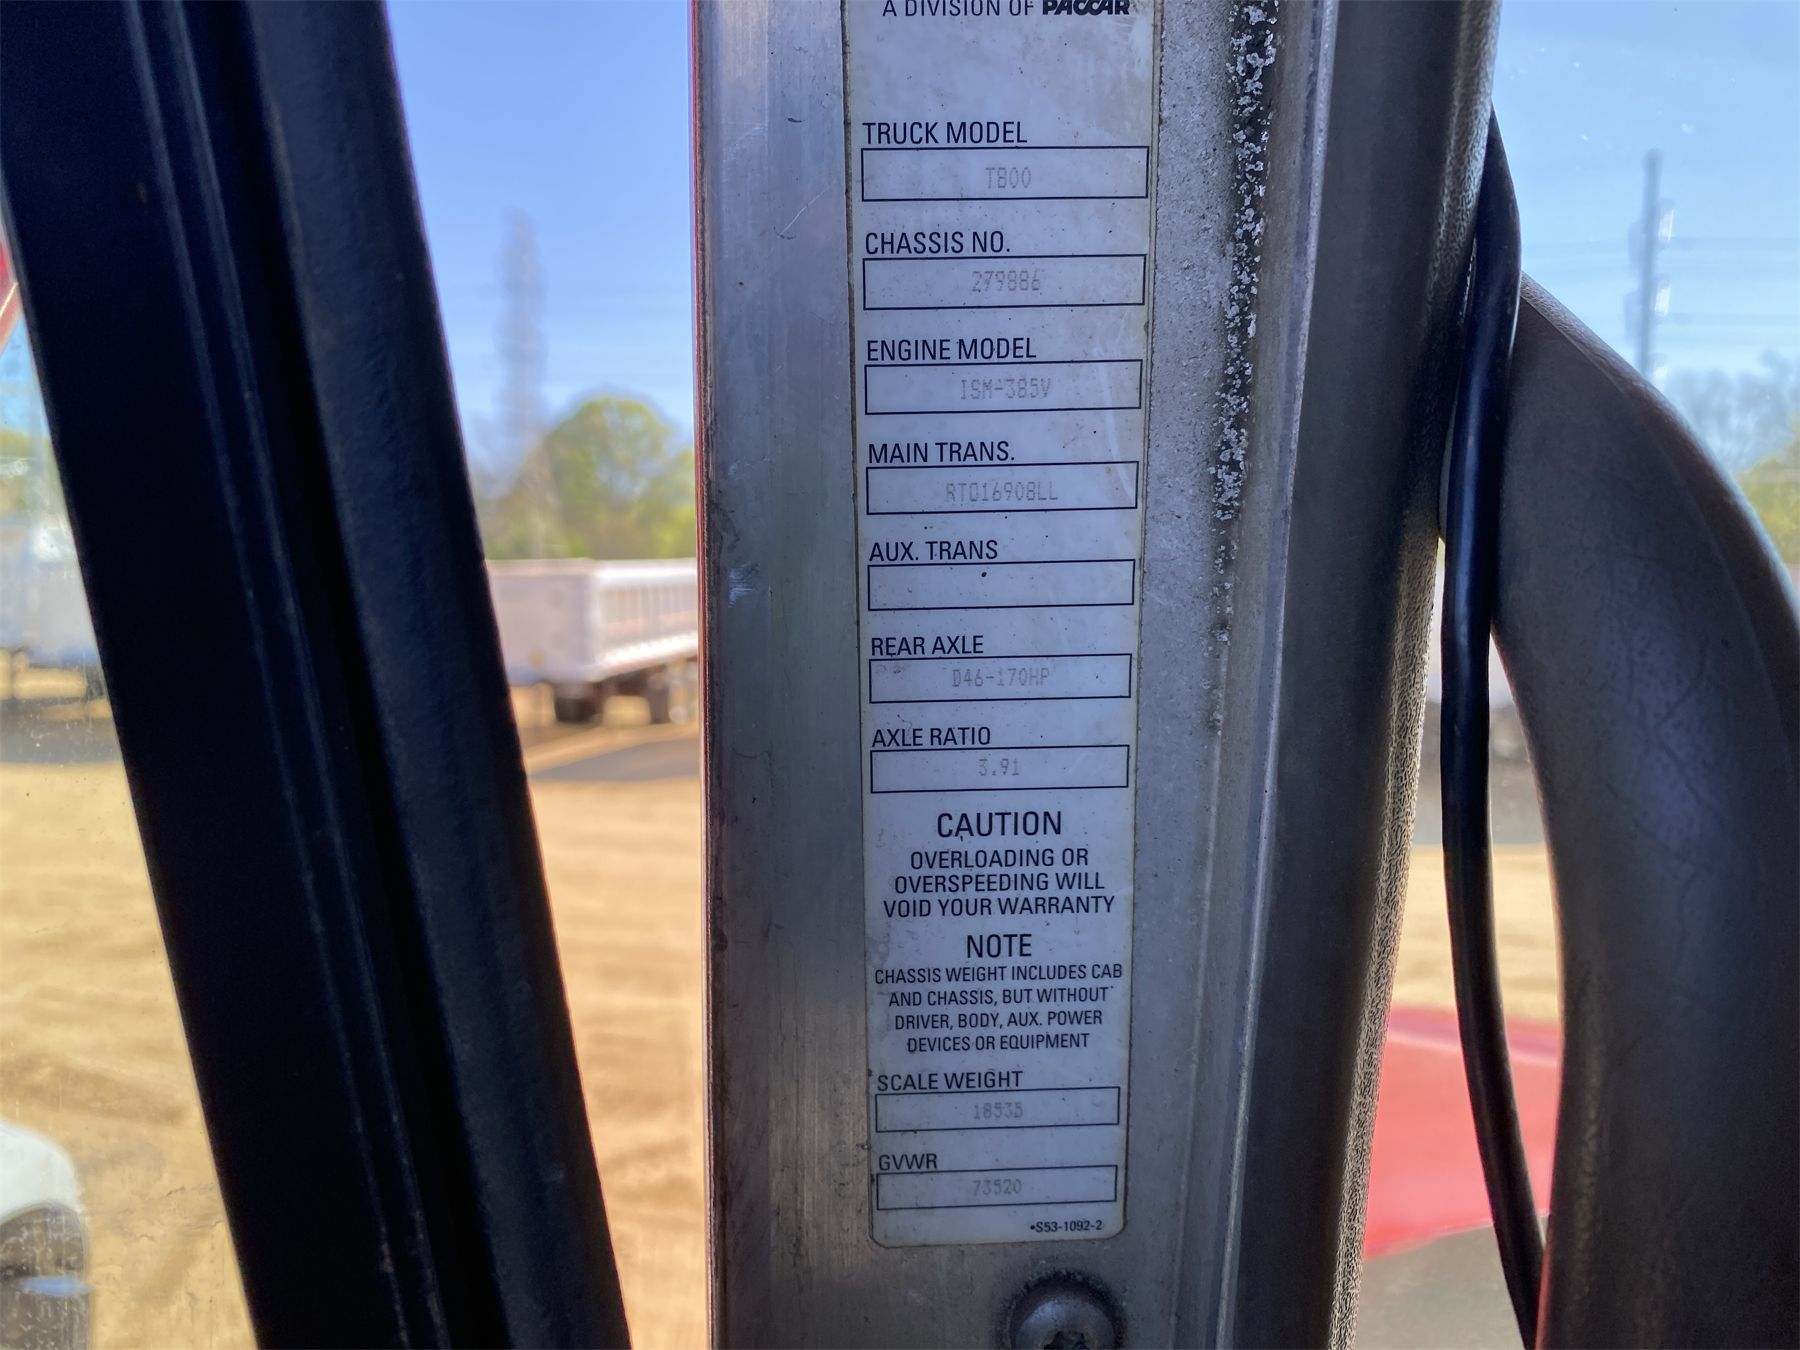 A DIVISION OF PACCAR
TRUCK MODEL
T800
CHASSIS NO.
279886
ENGINE MODEL
ISM-385V
MAIN TRANS.
RTO16908LL
AUX. TRANS
REAR AXLE
D46-170HP
AXLE RATIO
3.91
CAUTION
OVERLOADING OR
OVERSPEEDING WILL
VOID YOUR WARRANTY
NOTE
CHASSIS WEIGHT INCLUDES CAB
AND CHASSIS, BUT WITHOUT
DRIVER, BODY, AUX. POWER
DEVICES OR EQUIPMENT
SCALE WEIGHT
18535
GVWR
73520
•S53-1092-2